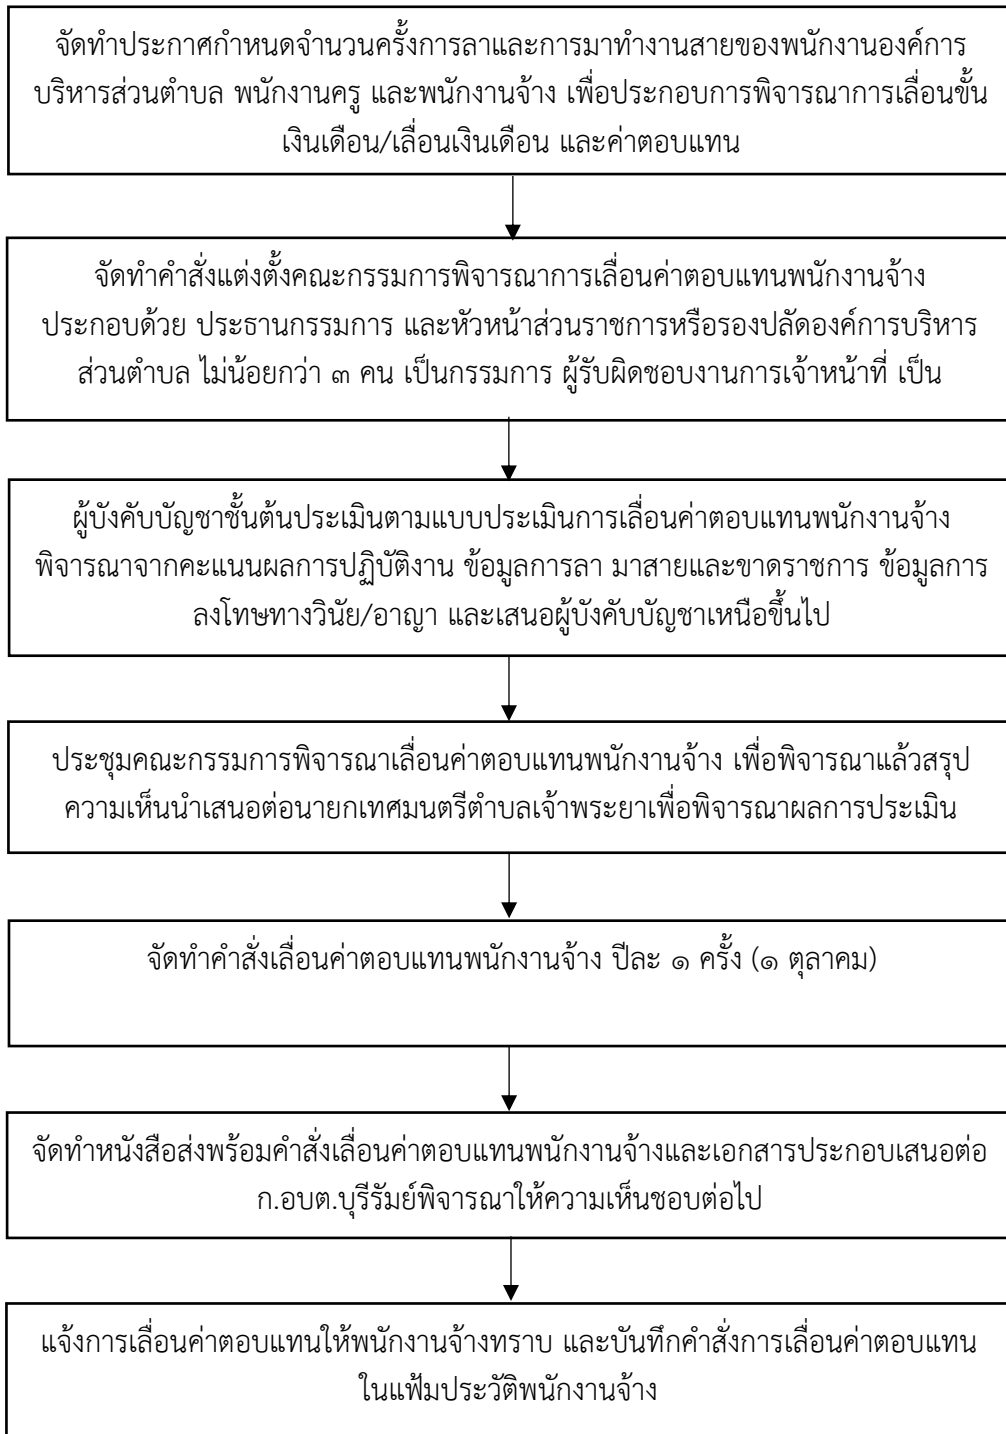 จัดทำประกาศกำหนดจำนวนครั้งการลาและการมาทำงานสายของพนักงานองค์การ
บริหารส่วนตำบล พนักงานครู และพนักงานจ้าง เพื่อประกอบการพิจารณาการเลื่อนขั้น
เงินเดือน/เลื่อนเงินเดือน และค่าตอบแทน
จัดทำคำสั่งแต่งตั้งคณะกรรมการพิจารณาการเลื่อนค่าตอบแทนพนักงานจ้าง
ประกอบด้วย ประธานกรรมการ และหัวหน้าส่วนราชการหรือรองปลัดองค์การบริหาร
ส่วนตำบล ไม่น้อยกว่า ๓ คน เป็นกรรมการ ผู้รับผิดชอบงานการเจ้าหน้าที่ เป็น
ผู้บังคับบัญชาชั้นต้นประเมินตามแบบประเมินการเลื่อนค่าตอบแทนพนักงานจ้าง
พิจารณาจากคะแนนผลการปฏิบัติงาน ข้อมูลการลา มาสายและขาดราชการ ข้อมูลการ
ลงโทษทางวินัย/อาญา และเสนอผู้บังคับบัญชาเหนือขึ้นไป
ประชุมคณะกรรมการพิจารณาเลื่อนค่าตอบแทนพนักงานจ้าง เพื่อพิจารณาแล้วสรุป
ความเห็นนำเสนอต่อนายกเทศมนตรีตำบลเจ้าพระยาเพื่อพิจารณาผลการประเมิน
จัดทำคำสั่งเลื่อนค่าตอบแทนพนักงานจ้าง ปีละ ๑ ครั้ง (๑ ตุลาคม)
จัดทำหนังสือส่งพร้อมคำสั่งเลื่อนค่าตอบแทนพนักงานจ้างและเอกสารประกอบเสนอต่อ
ก.อบต.บุรีรัมย์พิจารณาให้ความเห็นชอบต่อไป
แจ้งการเลื่อนค่าตอบแทนให้พนักงานจ้างทราบ และบันทึกคำสั่งการเลื่อนค่าตอบแทน
ในแฟ้มประวัติพนักงานจ้าง